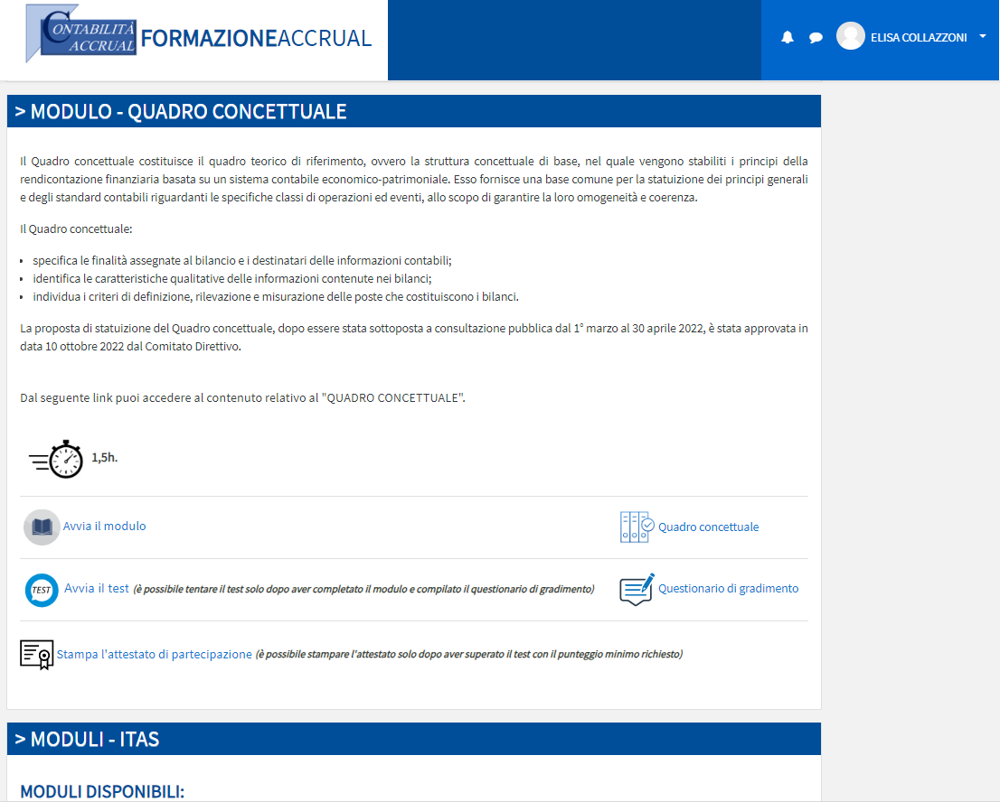 CONTABILITÀ
ACCRUAL
FORMAZIONEACCRUAL
ELISA COLLAZZONI
> MODULO - QUADRO CONCETTUALE
Il Quadro concettuale costituisce il quadro teorico di riferimento, ovvero la struttura concettuale di base, nel quale vengono stabiliti i principi della
rendicontazione finanziaria basata su un sistema contabile economico-patrimoniale. Esso fornisce una base comune per la statuizione dei principi generali
e degli standard contabili riguardanti le specifiche classi di operazioni ed eventi, allo scopo di garantire la loro omogeneità e coerenza.
Il Quadro concettuale:
• specifica le finalità assegnate al bilancio e i destinatari delle informazioni contabili;
• identifica le caratteristiche qualitative delle informazioni contenute nei bilanci;
• individua i criteri di definizione, rilevazione e misurazione delle poste che costituiscono i bilanci.
La proposta di statuizione del Quadro concettuale, dopo essere stata sottoposta a consultazione pubblica dal 1° marzo al 30 aprile 2022, è stata approvata in
data 10 ottobre 2022 dal Comitato Direttivo.
Dal seguente link puoi accedere al contenuto relativo al "QUADRO CONCETTUALE".
1,5h.
Avvia il modulo
Quadro concettuale
TEST
Avvia il test (è possibile tentare il test solo dopo aver completato il modulo e compilato il questionario di gradimento)
Questionario di gradimento
Stampa l'attestato di partecipazione (è possibile stampare l'attestato solo dopo aver superato il test con il punteggio minimo richiesto)
> MODULI - ITAS
MODULI DISPONIBILI: